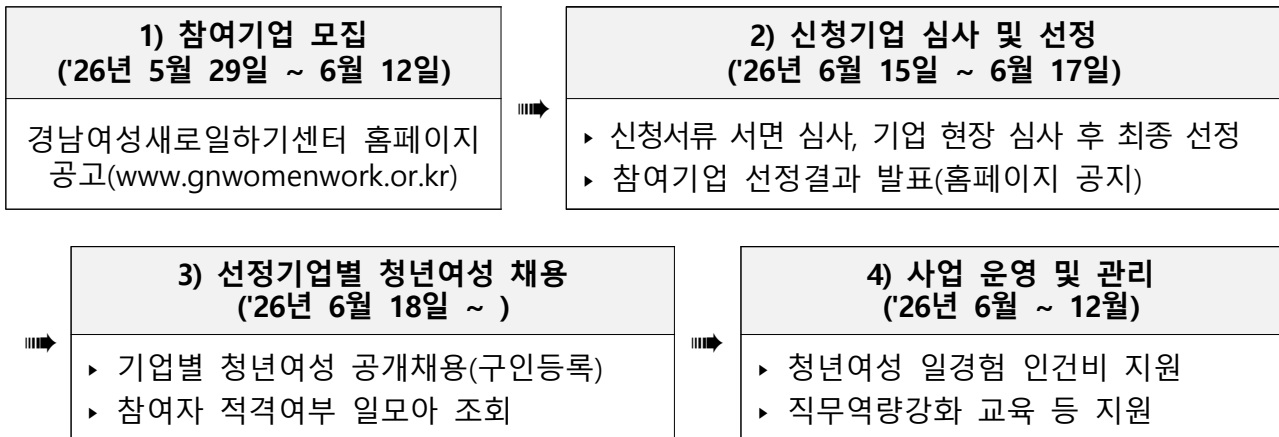 1) 참여기업 모집
('26년 5월 29일 ~ 6월 12일)
경남여성새로일하기센터 홈페이지
공고(www.gnwomenwork.or.kr)
➠
2) 신청기업 심사 및 선정
('26년 6월 15일 ~ 6월 17일)
▸ 신청서류 서면 심사, 기업 현장 심사 후 최종 선정
▸ 참여기업 선정결과 발표(홈페이지 공지)
➠
3) 선정기업별 청년여성 채용
('26년 6월 18일 ~ )
▸ 기업별 청년여성 공개채용(구인등록)
▸ 참여자 적격여부 일모아 조회
➠
4) 사업 운영 및 관리
('26년 6월 ~ 12월)
▸ 청년여성 일경험 인건비 지원
▸ 직무역량강화 교육 등 지원